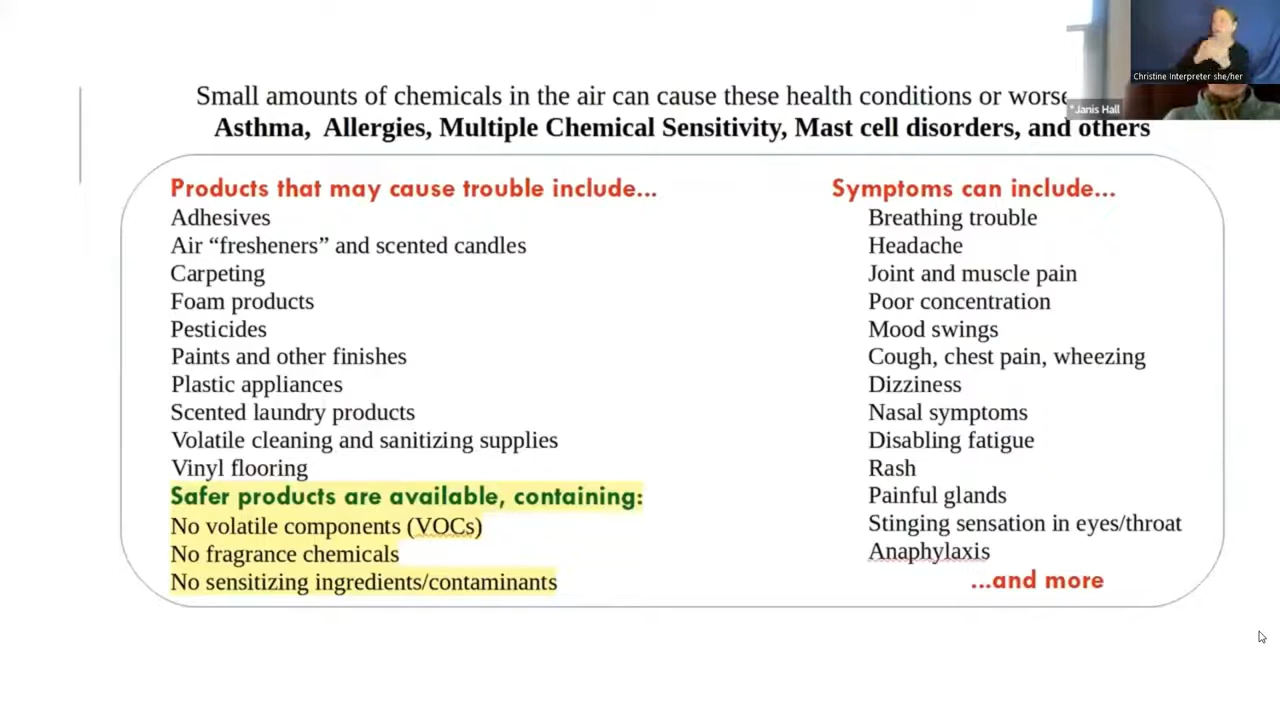 Small amounts of chemicals in the air can cause these health conditions or
Asthma, Allergies, Multiple Chemical Sensitivity, Mast cell disorders, and others
Products that may cause trouble include...
Adhesives
Air “fresheners” and scented candles
Carpeting
Foam products
Pesticides
Paints and other finishes
Plastic appliances
Scented laundry products
Volatile cleaning and sanitizing supplies
Vinyl flooring
Safer products are available, containing:
No volatile components (VOCs)
No fragrance chemicals
No sensitizing ingredients/contaminants
Symptoms can include...
Breathing trouble
Headache
Joint and muscle pain
Poor concentration
Mood swings
Cough, chest pain, wheezing
Dizziness
Nasal symptoms
Disabling fatigue
Rash
Painful glands
Stinging sensation in eyes/throat
Anaphylaxis
...and more
Christine Interpreter she/her
*Janis Hall